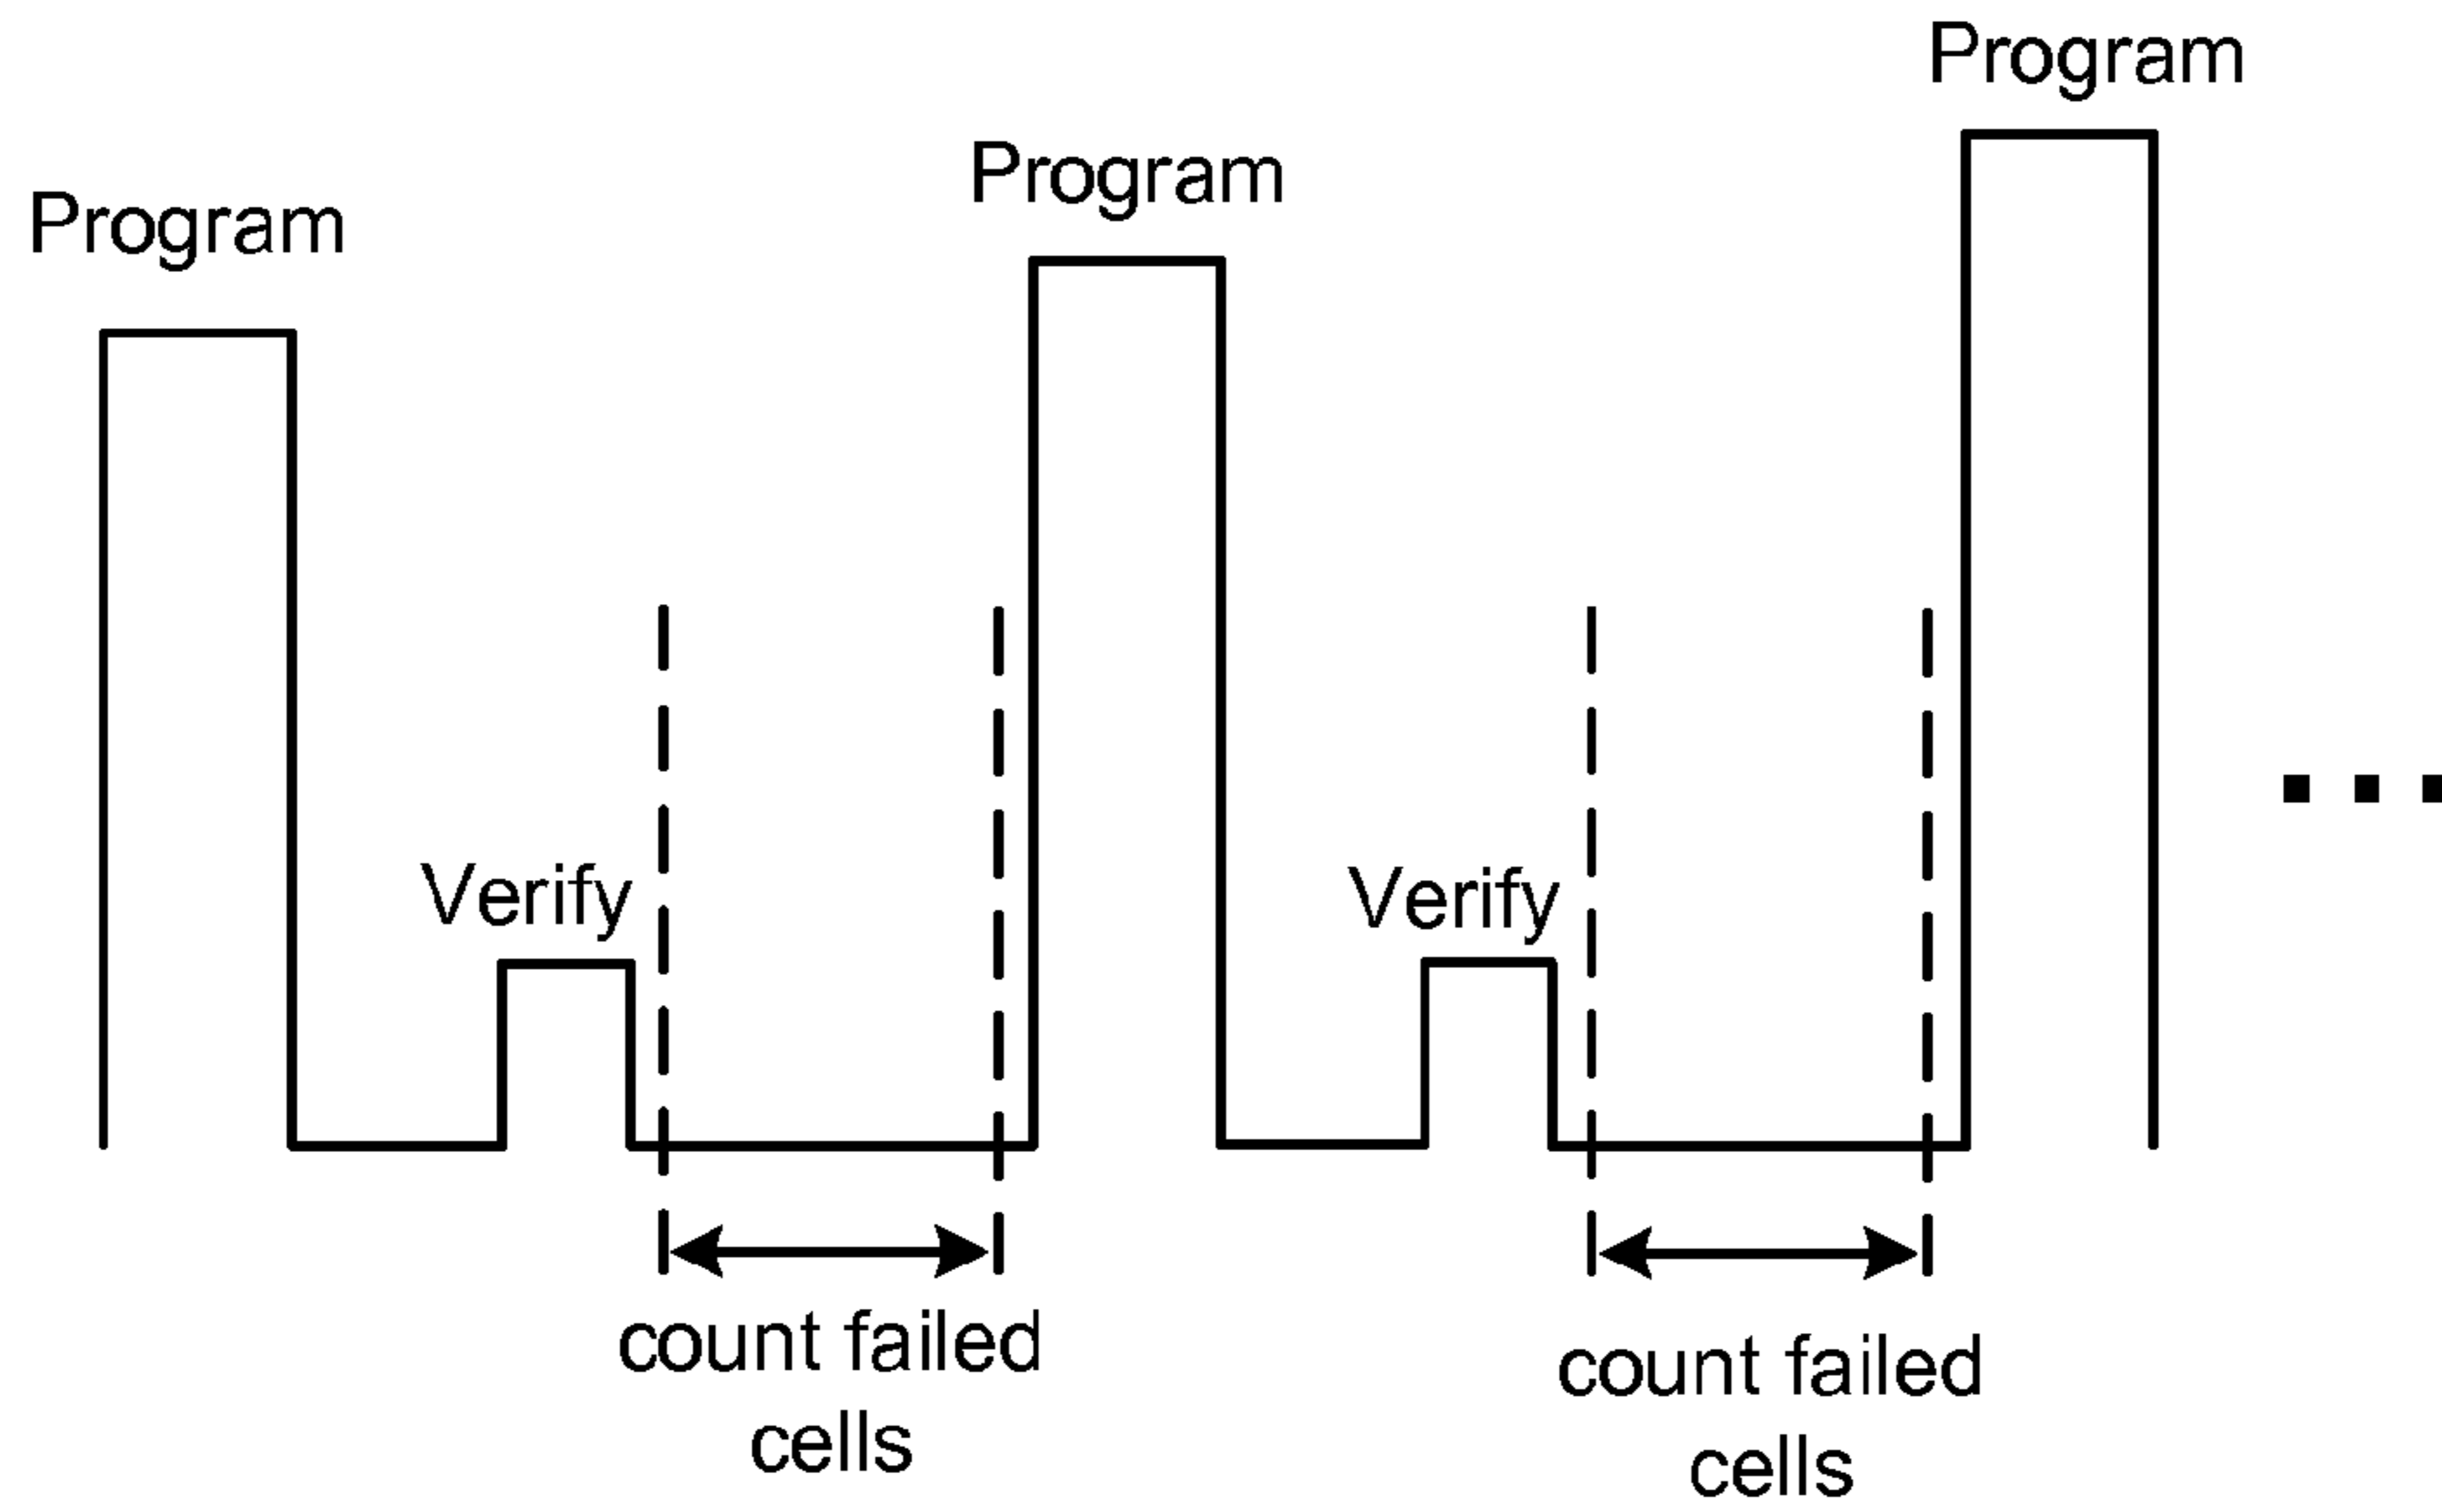 Program
Program
Program
Verify
Verify
count failed
cells
count failed
cells